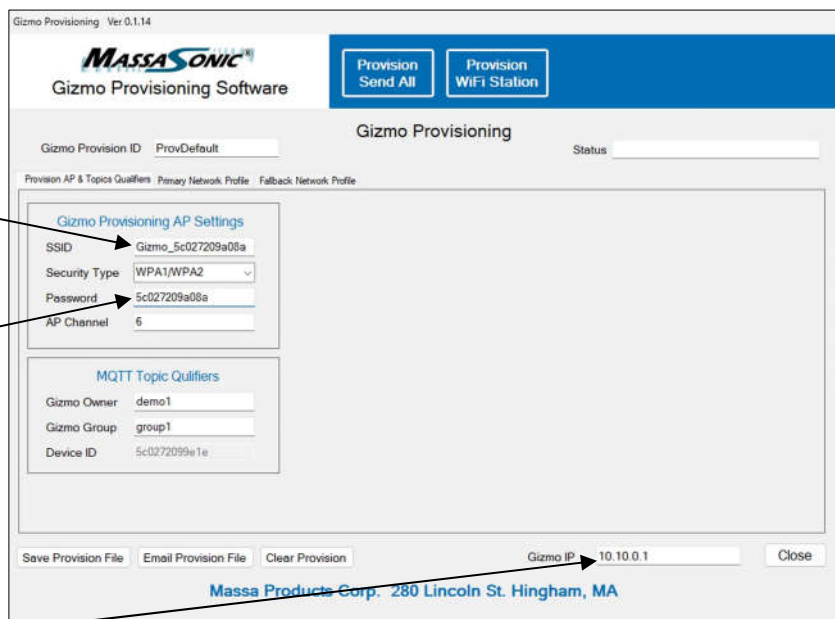 Gizmo Provisioning Ver 0.1.14
MASSASONIC®
Gizmo Provisioning Software
Provision
Send All
Provision
WiFi Station
Gizmo Provisioning
Gizmo Provision ID ProvDefault
Status
Provision AP & Topics Qualifiers Primary Network Profile Fallback Network Profile
Gizmo Provisioning AP Settings
SSID Gizmo_5c027209a08a
Security Type WPA1/WPA2
Password 5c027209a08a
AP Channel 6
MQTT Topic Qulifiers
Gizmo Owner demo1
Gizmo Group group1
Device ID 5c0272099e1e
Save Provision File Email Provision File Clear Provision Gizmo IP 10.10.0.1 Close
Massa Products Corp. 280 Lincoln St. Hingham, MA